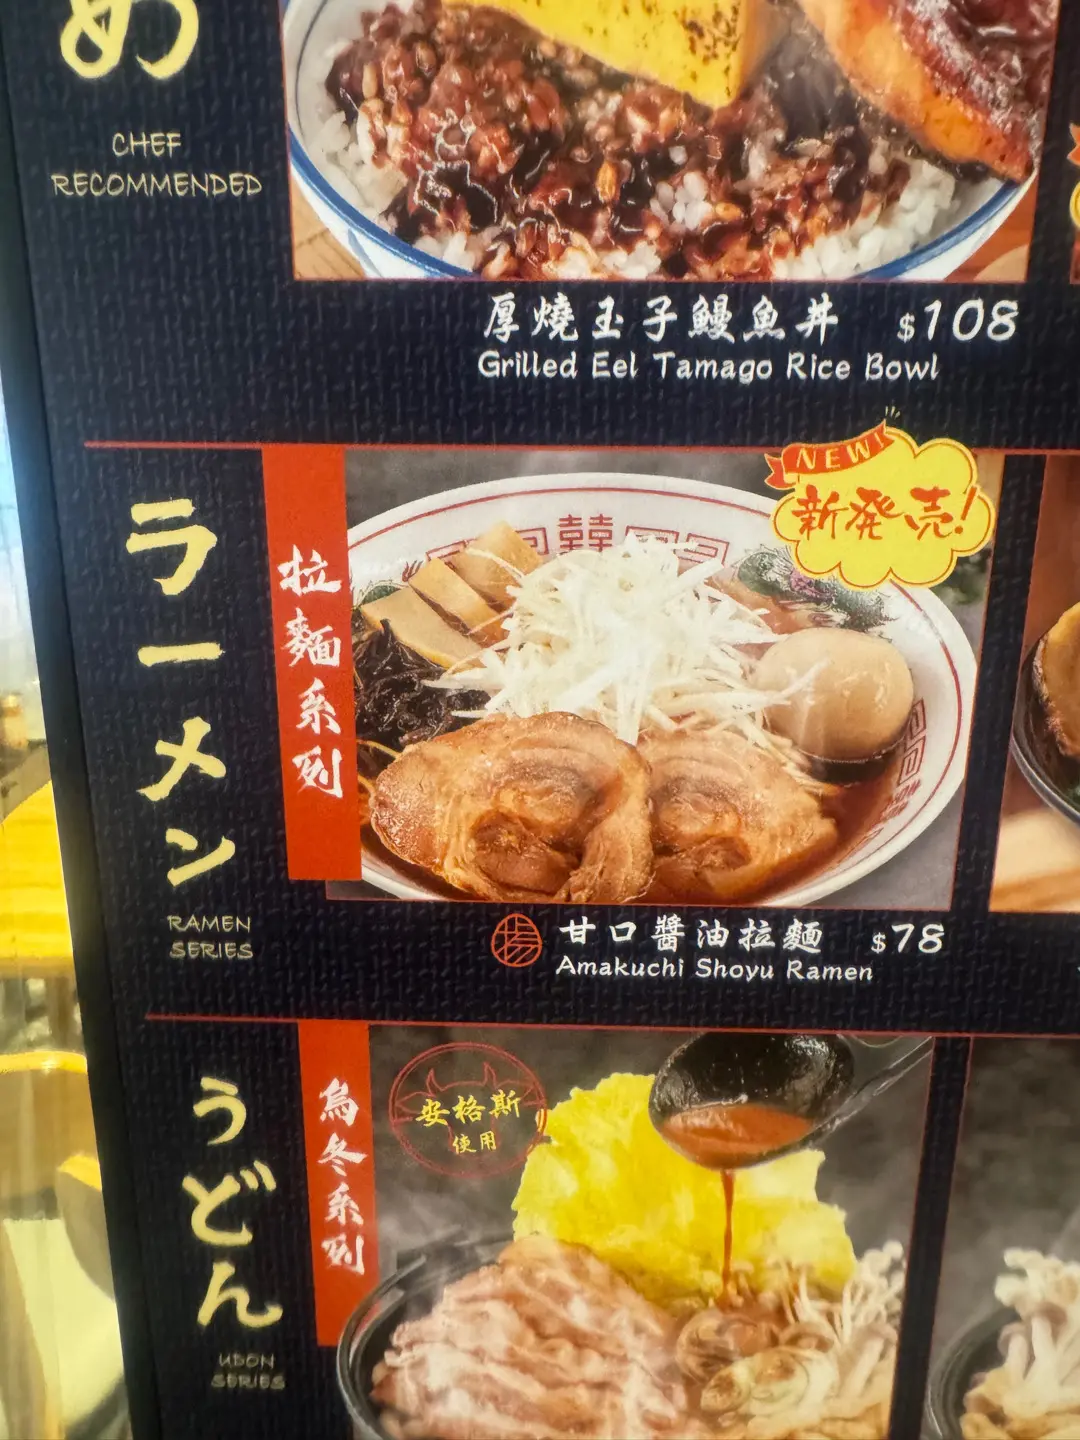 め
CHEF
RECOMMENDED
厚燒玉子鰻魚丼 $108
Grilled Eel Tamago Rice Bowl
ラーメン
RAMEN
SERIES
拉麵系列
NEW!
新発売!
囍
甘口醬油拉麵 $78
Amakuchi Shoyu Ramen
うどん
UDON
SERIES
烏冬系列
安格斯
使用